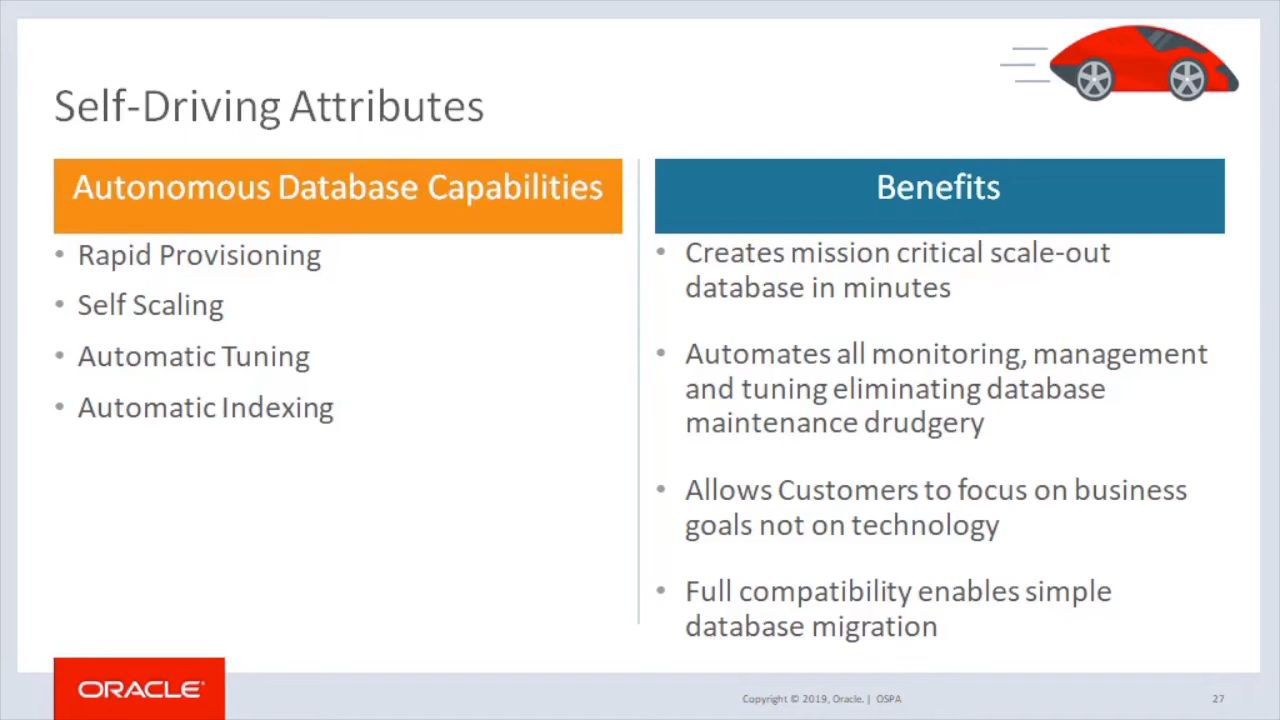 Self-Driving Attributes
Autonomous Database Capabilities
• Rapid Provisioning
• Self Scaling
• Automatic Tuning
• Automatic Indexing
Benefits
• Creates mission critical scale-out
database in minutes
• Automates all monitoring, management
and tuning eliminating database
maintenance drudgery
• Allows Customers to focus on business
goals not on technology
• Full compatibility enables simple
database migration
ORACLE®
Copyright © 2019, Oracle. | OSPA
27